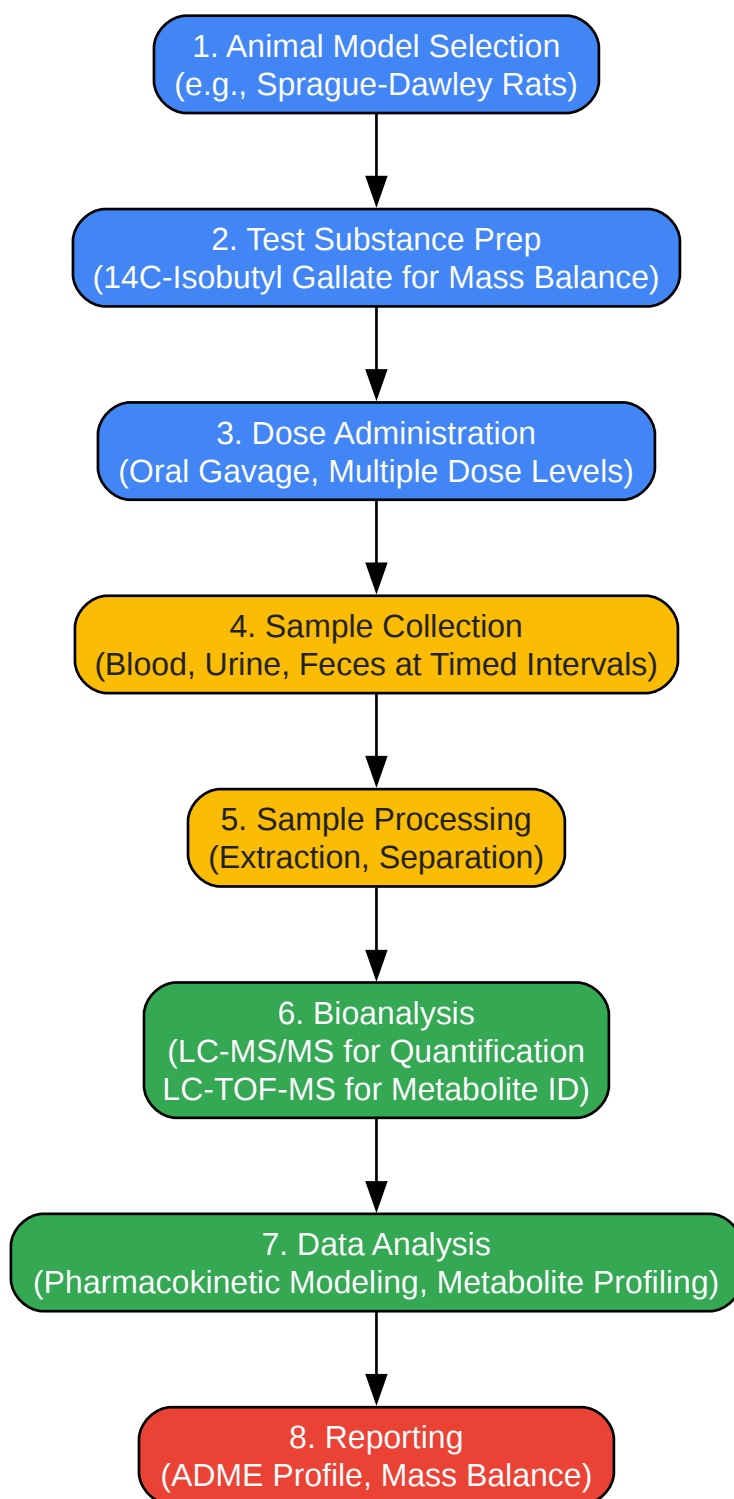 1. Animal Model Selection
(e.g., Sprague-Dawley Rats)
2. Test Substance Prep
(14C-Isobutyl Gallate for Mass Balance)
3. Dose Administration
(Oral Gavage, Multiple Dose Levels)
4. Sample Collection
(Blood, Urine, Feces at Timed Intervals)
5. Sample Processing
(Extraction, Separation)
6. Bioanalysis
(LC-MS/MS for Quantification
LC-TOF-MS for Metabolite ID)
7. Data Analysis
(Pharmacokinetic Modeling, Metabolite Profiling)
8. Reporting
(ADME Profile, Mass Balance)